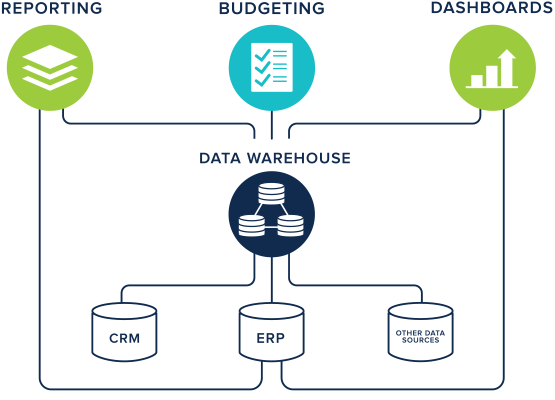 REPORTING
BUDGETING
DASHBOARDS
DATA WAREHOUSE
CRM
ERP
OTHER DATA
SOURCES